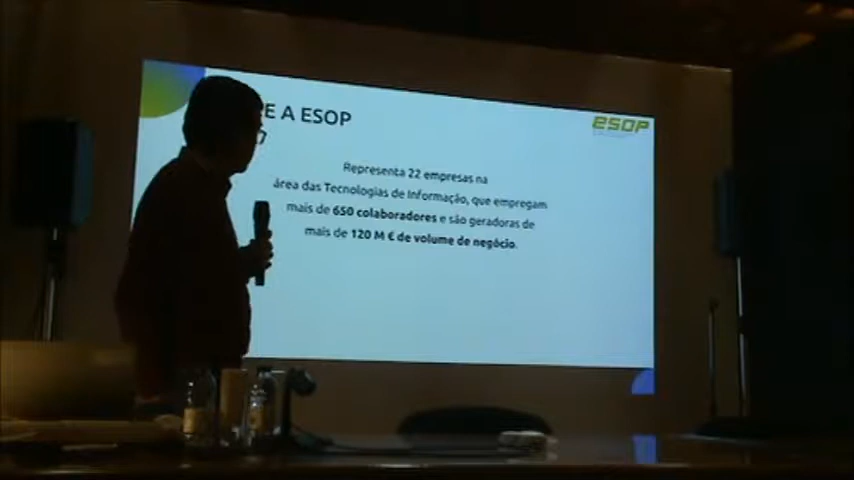 E A ESOP
esop
Representa 22 empresas na
área das Tecnologias de Informação, que empregam
mais de 650 colaboradores e são geradoras de
mais de 120 M € de volume de negócio.